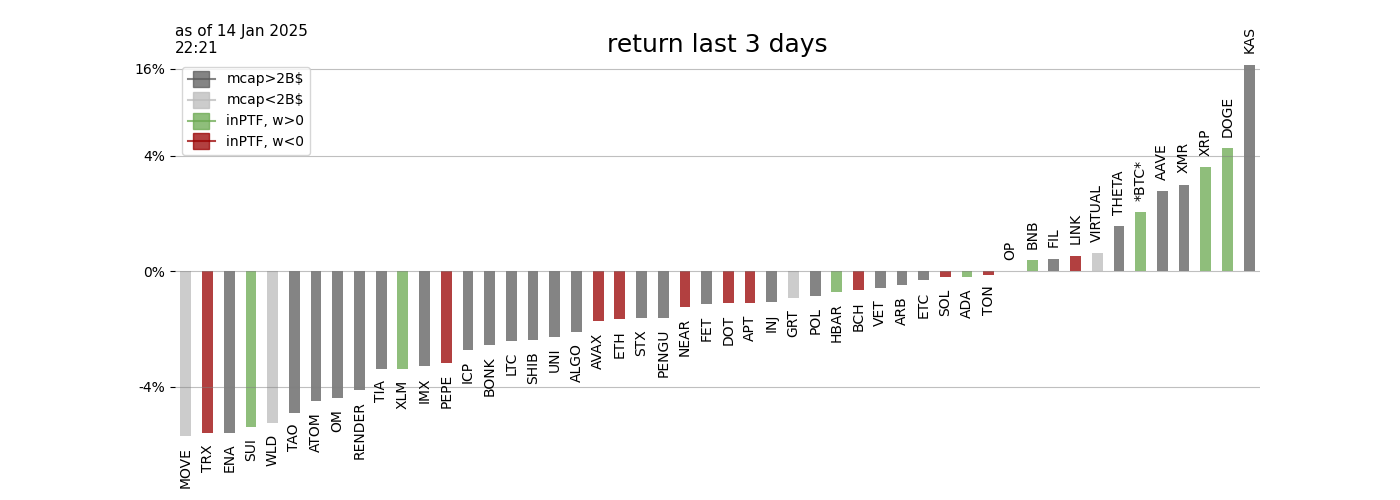 as of 14 Jan 2025
22:21
return last 3 days
KAS
16%
mcap>2B$
mcap<2B$
inPTF, w>0
inPTF, w<0
4%
0%
-4%
MOVE
TRX
ENA
SUI
WLD
TAO
ATOM
OM
RENDER
TIA
XLM
IMX
PEPE
ICP
BONK
LTC
SHIB
UNI
ALGO
AVAX
ETH
STX
PENGU
NEAR
FET
DOT
APT
INJ
GRT
POL
HBAR
BCH
VET
ARB
ETC
SOL
ADA
TON
OP
BNB
FIL
LINK
VIRTUAL
THETA
*BTC*
AAVE
XMR
XRP
DOGE